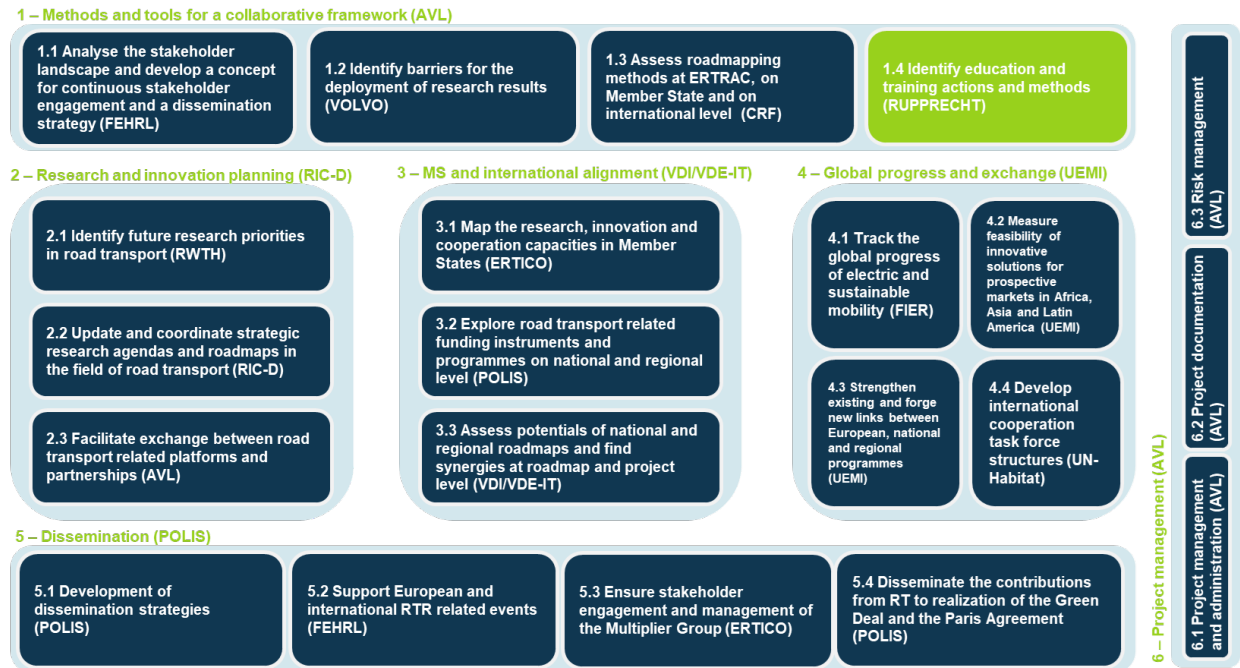 1 – Methods and tools for a collaborative framework (AVL)
1.1 Analyse the stakeholder
landscape and develop a concept
for continuous stakeholder
engagement and a dissemination
strategy (FEHRL)
1.2 Identify barriers for the
deployment of research results
(VOLVO)
1.3 Assess roadmapping
methods at ERTRAC, on
Member State and on
international level (CRF)
1.4 Identify education and
training actions and methods
(RUPPRECHT)
2 – Research and innovation planning (RIC-D)
2.1 Identify future research priorities
in road transport (RWTH)
2.2 Update and coordinate strategic
research agendas and roadmaps in
the field of road transport (RIC-D)
2.3 Facilitate exchange between road
transport related platforms and
partnerships (AVL)
3 – MS and international alignment (VDI/VDE-IT)
3.1 Map the research, innovation and
cooperation capacities in Member
States (ERTICO)
3.2 Explore road transport related
funding instruments and
programmes on national and regional
level (POLIS)
3.3 Assess potentials of national and
regional roadmaps and find
synergies at roadmap and project
level (VDI/VDE-IT)
4 – Global progress and exchange (UEMI)
4.1 Track the
global progress
of electric and
sustainable
mobility (FIER)
4.2 Measure
feasibility of
innovative
solutions for
prospective
markets in Africa,
Asia and Latin
America (UEMI)
4.3 Strengthen
existing and forge
new links between
European, national
and regional
programmes
(UEMI)
4.4 Develop
international
cooperation
task force
structures (UN-
Habitat)
5 – Dissemination (POLIS)
5.1 Development of
dissemination strategies
(POLIS)
5.2 Support European and
international RTR related events
(FEHRL)
5.3 Ensure stakeholder
engagement and management of
the Multiplier Group (ERTICO)
5.4 Disseminate the contributions
from RT to realization of the Green
Deal and the Paris Agreement
(POLIS)
6 – Project management (AVL)
6.1 Project management
and administration (AVL)
6.2 Project documentation
(AVL)
6.3 Risk management
(AVL)